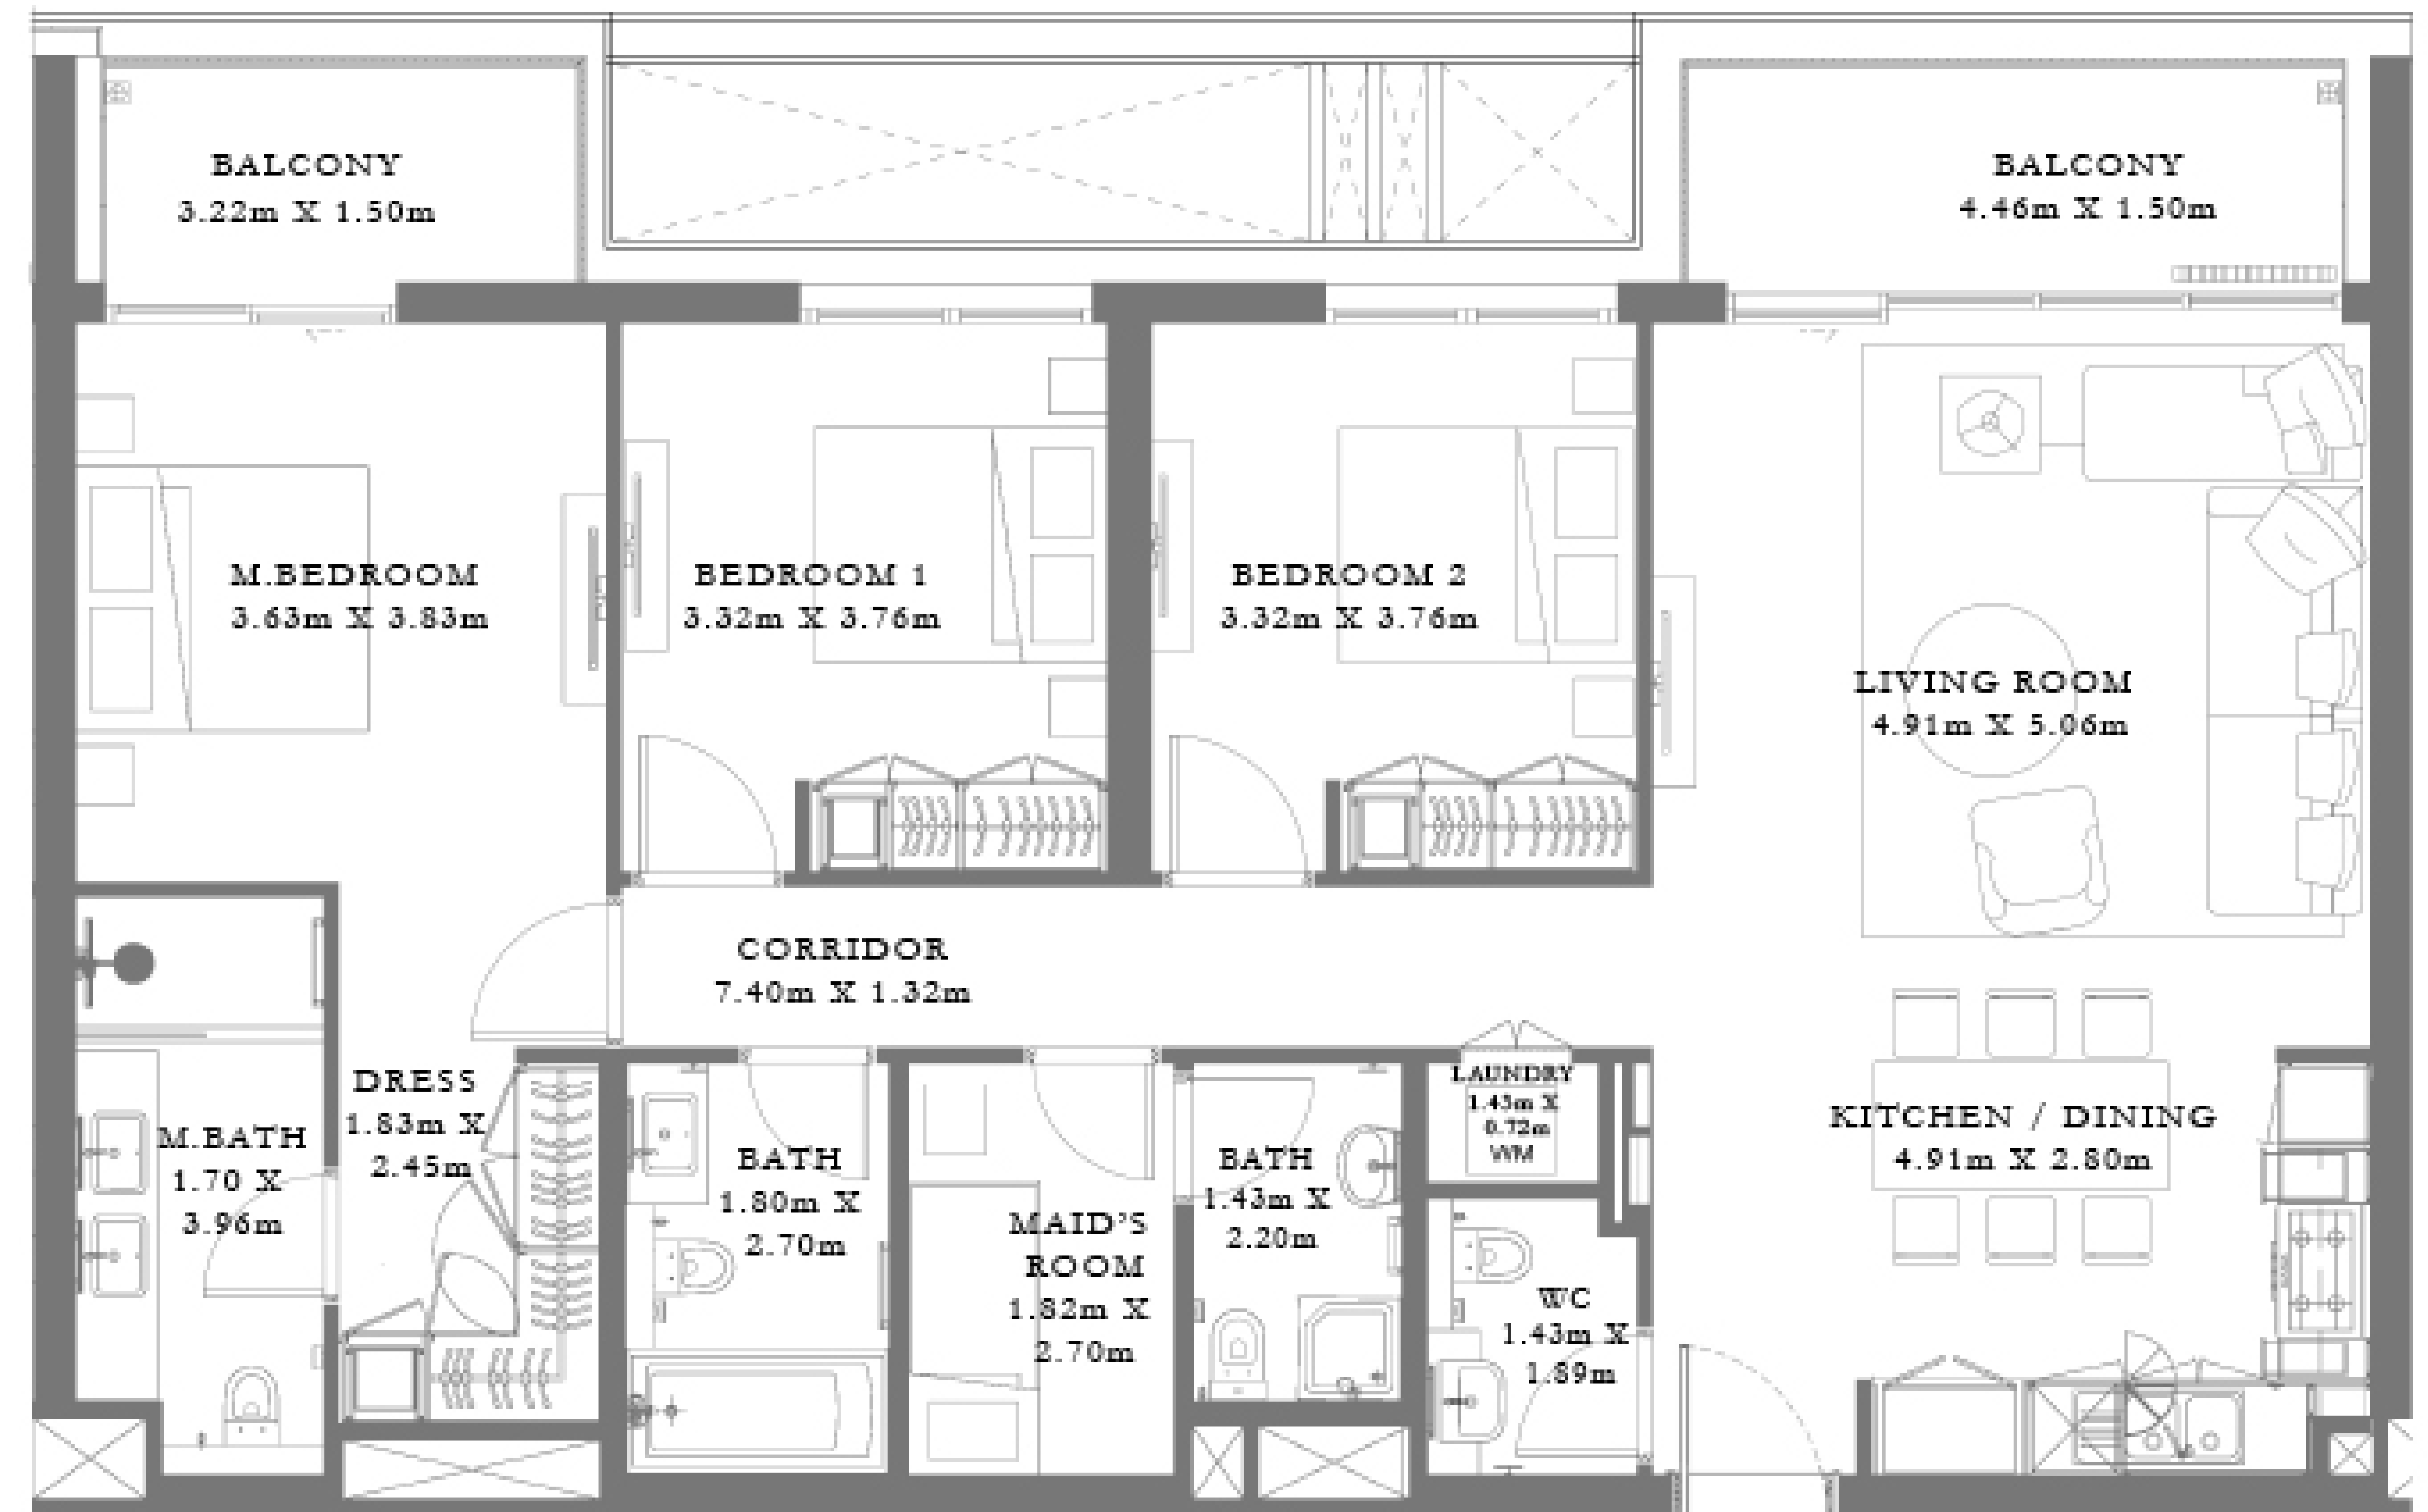 BALCONY
3.22m X 1.50m
BALCONY
4.46m X 1.50m
M.BEDROOM
3.63m X 3.83m
BEDROOM 1
3.32m X 3.76m
BEDROOM 2
3.32m X 3.76m
LIVING ROOM
4.91m X 5.06m
CORRIDOR
7.40m X 1.32m
DRESS
1.83m X
2.45m
M.BATH
1.70 X
3.96m
BATH
1.80m X
2.70m
MAID'S
ROOM
1.82m X
2.70m
BATH
1.43m X
2.20m
LAUNDRY
1.43m X
0.72m
WM
WC
1.43m X
1.89m
KITCHEN / DINING
4.91m X 2.80m